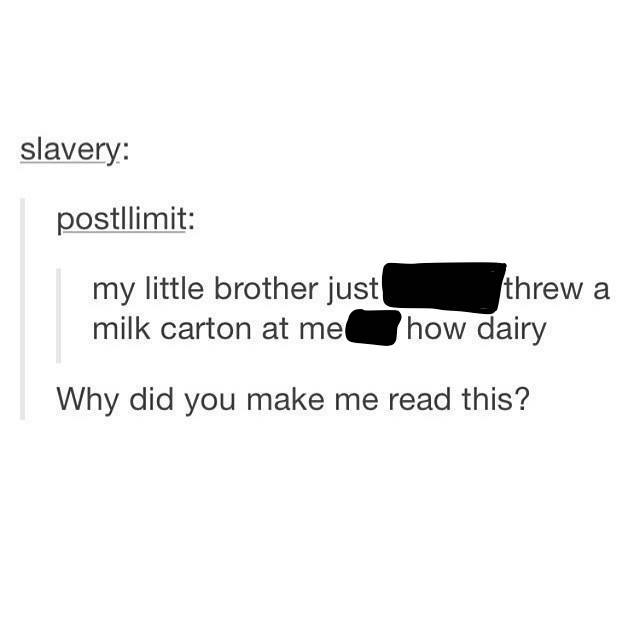 slavery:
postllimit:
my little brother just threw a
milk carton at me how dairy
Why did you make me read this?